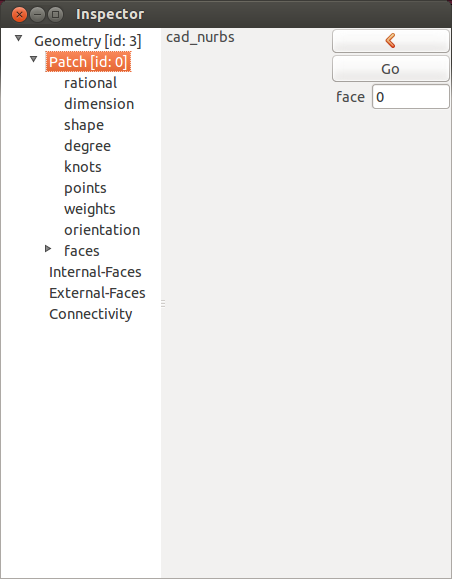 Inspector
Geometry [id: 3]
Patch [id: 0]
rational
dimension
shape
degree
knots
points
weights
orientation
faces
Internal-Faces
External-Faces
Connectivity
cad_nurbs
Go
face 0